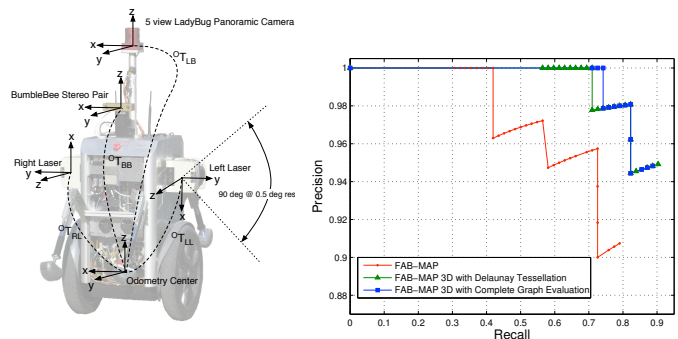 5 view LadyBug Panoramic Camera
z
x
y
OTLB
BumbleBee Stereo Pair
z
x
y
OTBB
Right Laser
x
y
z
Left Laser
y
z
x
90 deg @ 0.5 deg res
OTRL
OTLL
z
x
y
Odometry Center
Precision
1
0.98
0.96
0.94
0.92
0.9
0.88
0 0.1 0.2 0.3 0.4 0.5 0.6 0.7 0.8 0.9 1
Recall
FAB−MAP
FAB−MAP 3D with Delaunay Tessellation
FAB−MAP 3D with Complete Graph Evaluation